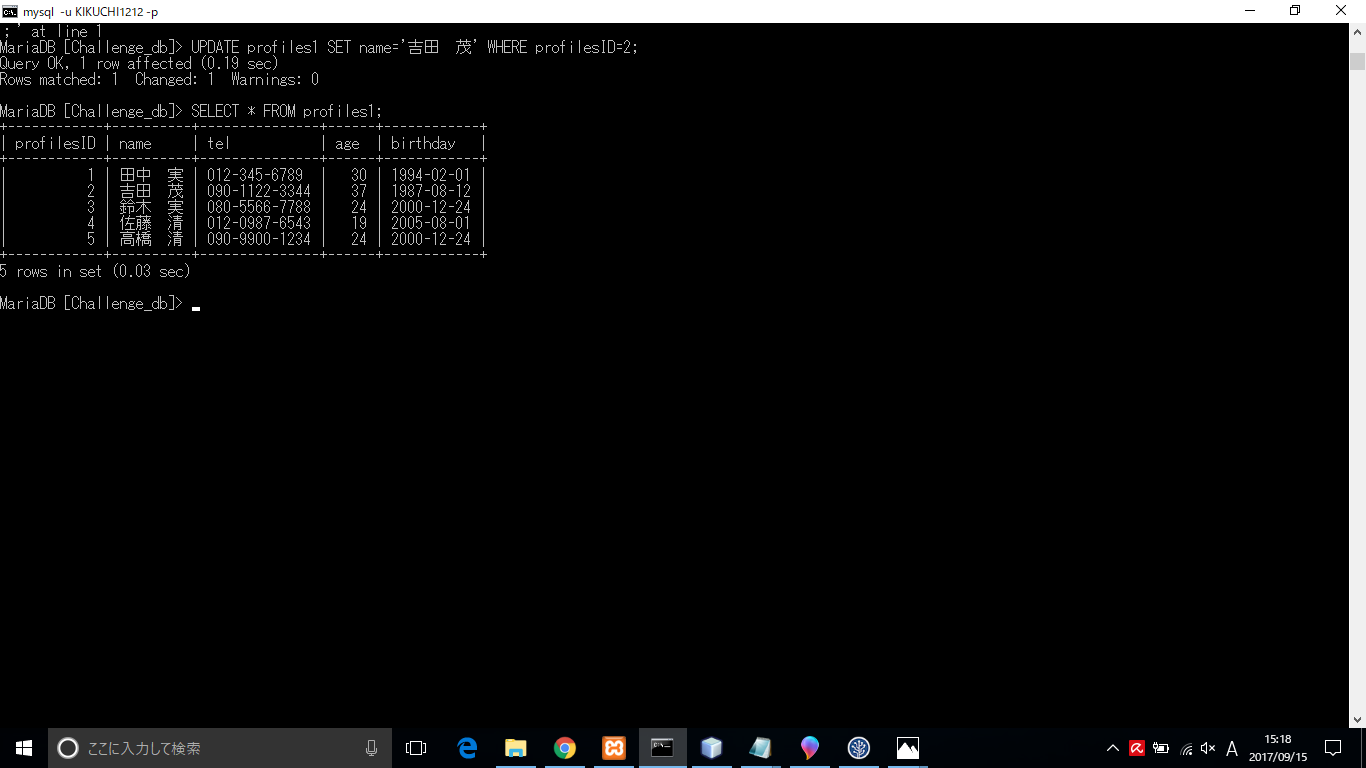 mysql -u KIKUCHI1212 -p
;' at line 1
MariaDB [Challenge_db]> UPDATE profiles1 SET name='吉田　茂' WHERE profilesID=2;
Query OK, 1 row affected (0.19 sec)
Rows matched: 1  Changed: 1  Warnings: 0
MariaDB [Challenge_db]> SELECT * FROM profiles1;
+------------+----------+---------------+------+------------+
| profilesID | name     | tel           | age  | birthday   |
+------------+----------+---------------+------+------------+
|          1 | 田中　実 | 012-345-6789  |   30 | 1994-02-01 |
|          2 | 吉田　茂 | 090-1122-3344 |   37 | 1987-08-12 |
|          3 | 鈴木　実 | 080-5566-7788 |   24 | 2000-12-24 |
|          4 | 佐藤　清 | 012-0987-6543 |   19 | 2005-08-01 |
|          5 | 高橋　清 | 090-9900-1234 |   24 | 2000-12-24 |
+------------+----------+---------------+------+------------+
5 rows in set (0.03 sec)
MariaDB [Challenge_db]>
ここに入力して検索
A
15:18
2017/09/15